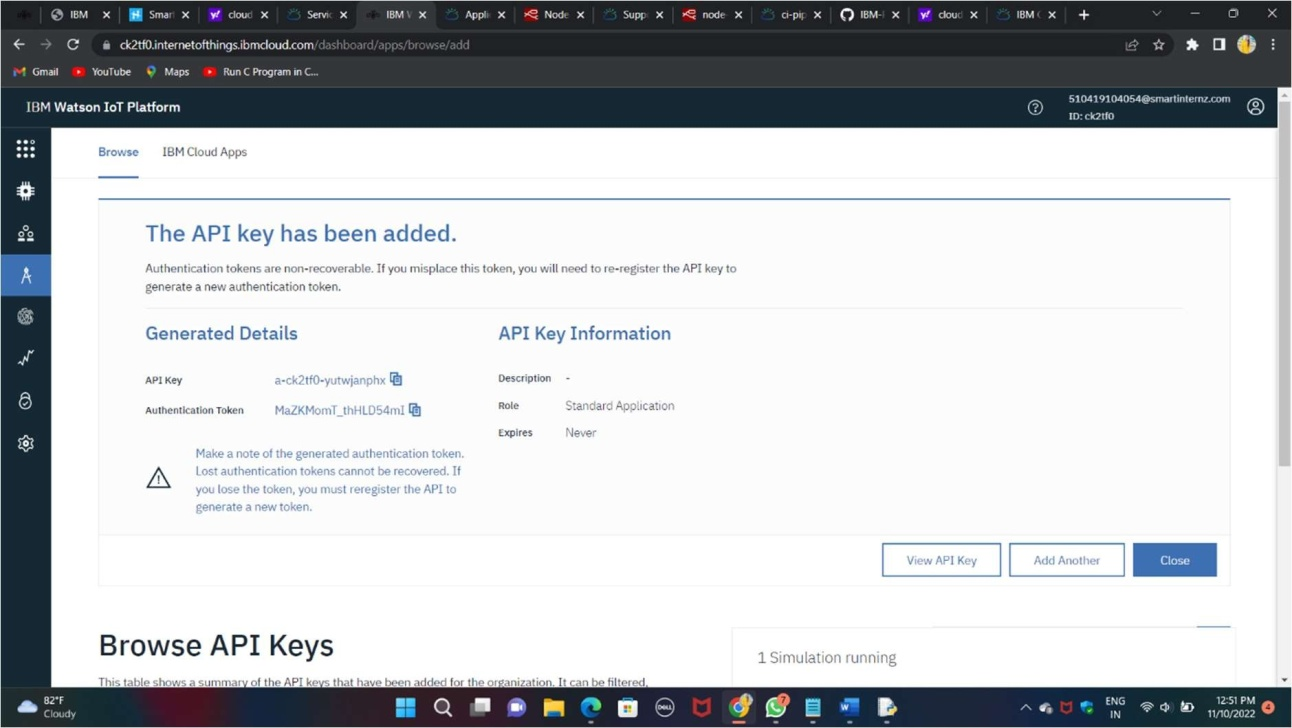 IBM
Smart
cloud
Servic
IBM W
Applic
Node
Supp
node-
ci-pip
IBM-I
cloud
IBM C
ck2tf0.internetofthings.ibmcloud.com/dashboard/apps/browse/add
Gmail YouTube Maps Run C Program in C...
IBM Watson IoT Platform
510419104054@smartinternz.com
ID: ck2tf0
Browse IBM Cloud Apps
The API key has been added.
Authentication tokens are non-recoverable. If you misplace this token, you will need to re-register the API key to
generate a new authentication token.
Generated Details
API Key a-ck2tf0-yutwjanphx
Authentication Token MaZKMomT_thHLD54mI
Make a note of the generated authentication token.
Lost authentication tokens cannot be recovered. If
you lose the token, you must reregister the API to
generate a new token.
API Key Information
Description -
Role Standard Application
Expires Never
View API Key Add Another Close
Browse API Keys
This table shows a summary of the API keys that have been added for the organization. It can be filtered,
1 Simulation running
82°F
Cloudy
DELL
7
ENG
IN
12:51 PM
11/10/2022
4